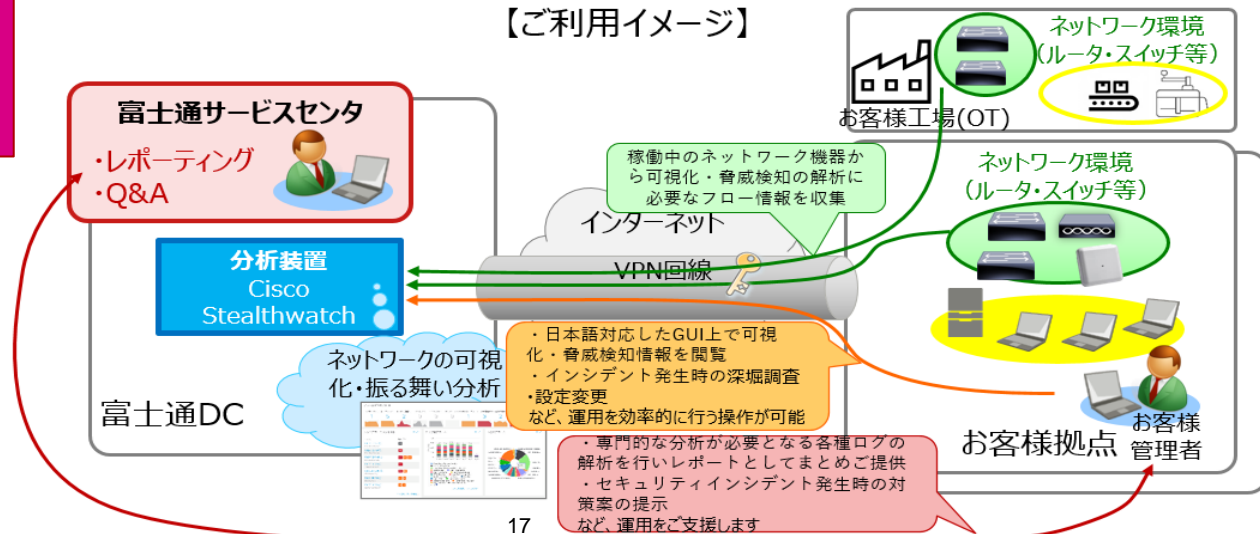 【ご利用イメージ】
ネットワーク環境
（ルータ・スイッチ等）
お客様工場(OT)
富士通サービスセンタ
・レポーティング
・Q&A
稼働中のネットワーク機器か
ら可視化・脅威検知の解析に
必要なフロー情報を収集
ネットワーク環境
（ルータ・スイッチ等）
インターネット
VPN回線
分析装置
Cisco
Stealthwatch
・日本語対応したGUI上で可視
化・脅威検知情報を閲覧
・インシデント発生時の深堀調査
・設定変更
など、運用を効率的に行う操作が可能
ネットワークの可視
化・振る舞い分析
富士通DC
お客様拠点
お客様
管理者
・専門的な分析が必要となる各種ログの
解析を行いレポートとしてまとめご提供
・セキュリティインシデント発生時の対
策案の提示
など、運用をご支援します
17